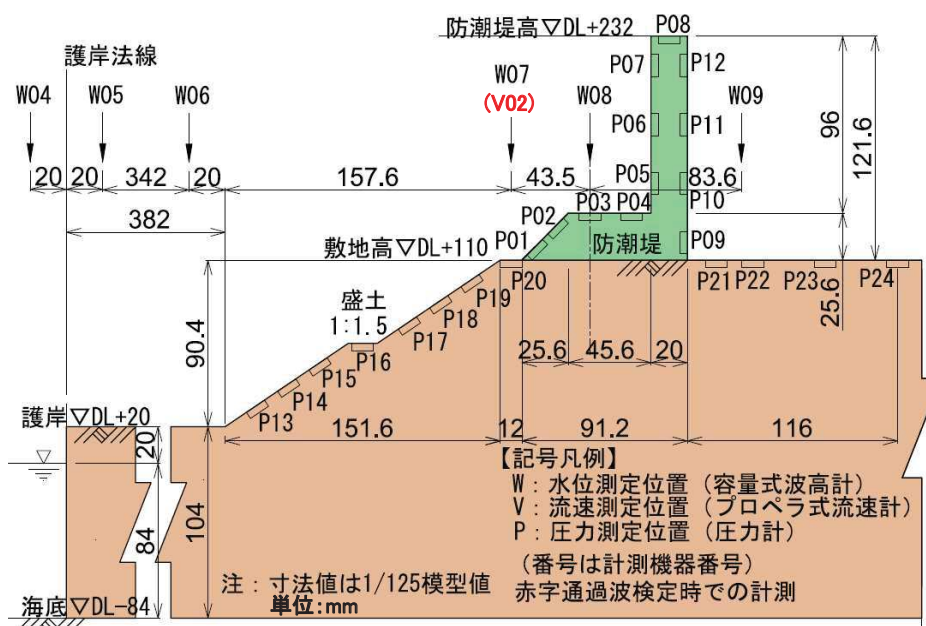 防潮堤高▽DL+232
P08
護岸法線
W04
W05
W06
W07
(V02)
W08
P07
P12
W09
P06
P11
96
121.6
20
20
342
20
157.6
43.5
P05
83.6
P10
382
P02
P03
P04
敷地高▽DL+110
P01
防潮堤
P09
盛土
1:1.5
P20
P19
P18
P17
P16
P15
P14
P13
P21
P22
P23
P24
25.6
90.4
25.6
45.6
20
護岸▽DL+20
20
151.6
12
91.2
116
84
104
【記号凡例】
W：水位測定位置（容量式波高計）
V：流速測定位置（プロペラ式流速計）
P：圧力測定位置（圧力計）
（番号は計測機器番号）
赤字通過波検定時での計測
注：寸法値は1/125模型値
単位:mm
海底▽DL-84